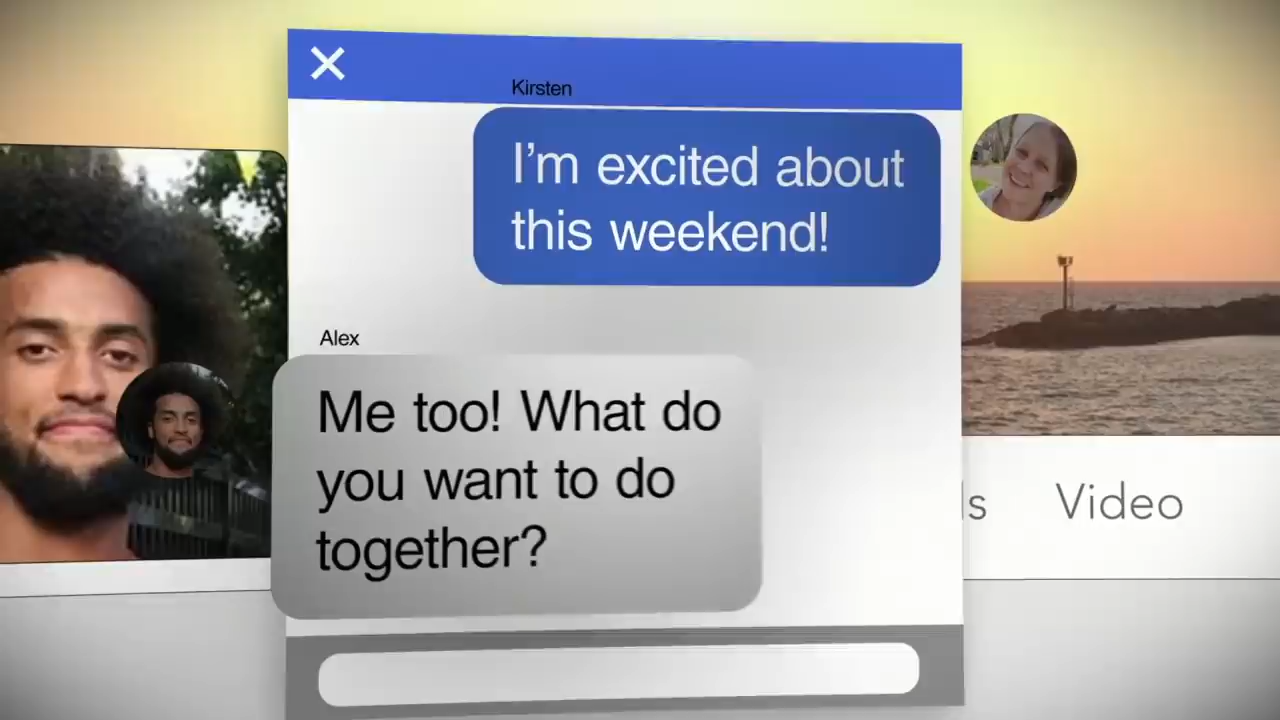 Kirsten
I'm excited about
this weekend!
Alex
Me too! What do
you want to do
together?
Video